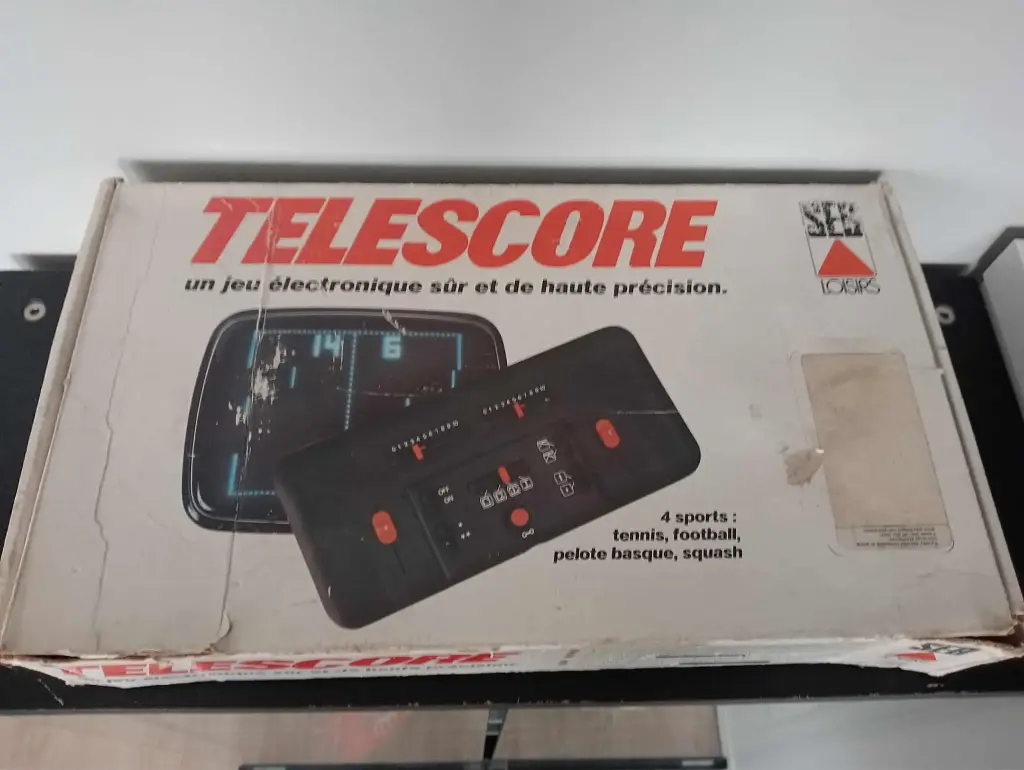 TELESCORE
un jeu électronique sûr et de haute précision.
SEB
LOISIRS
14 6
OFF
ON
4 sports :
tennis, football,
pelote basque, squash
TELESCORE
SEB